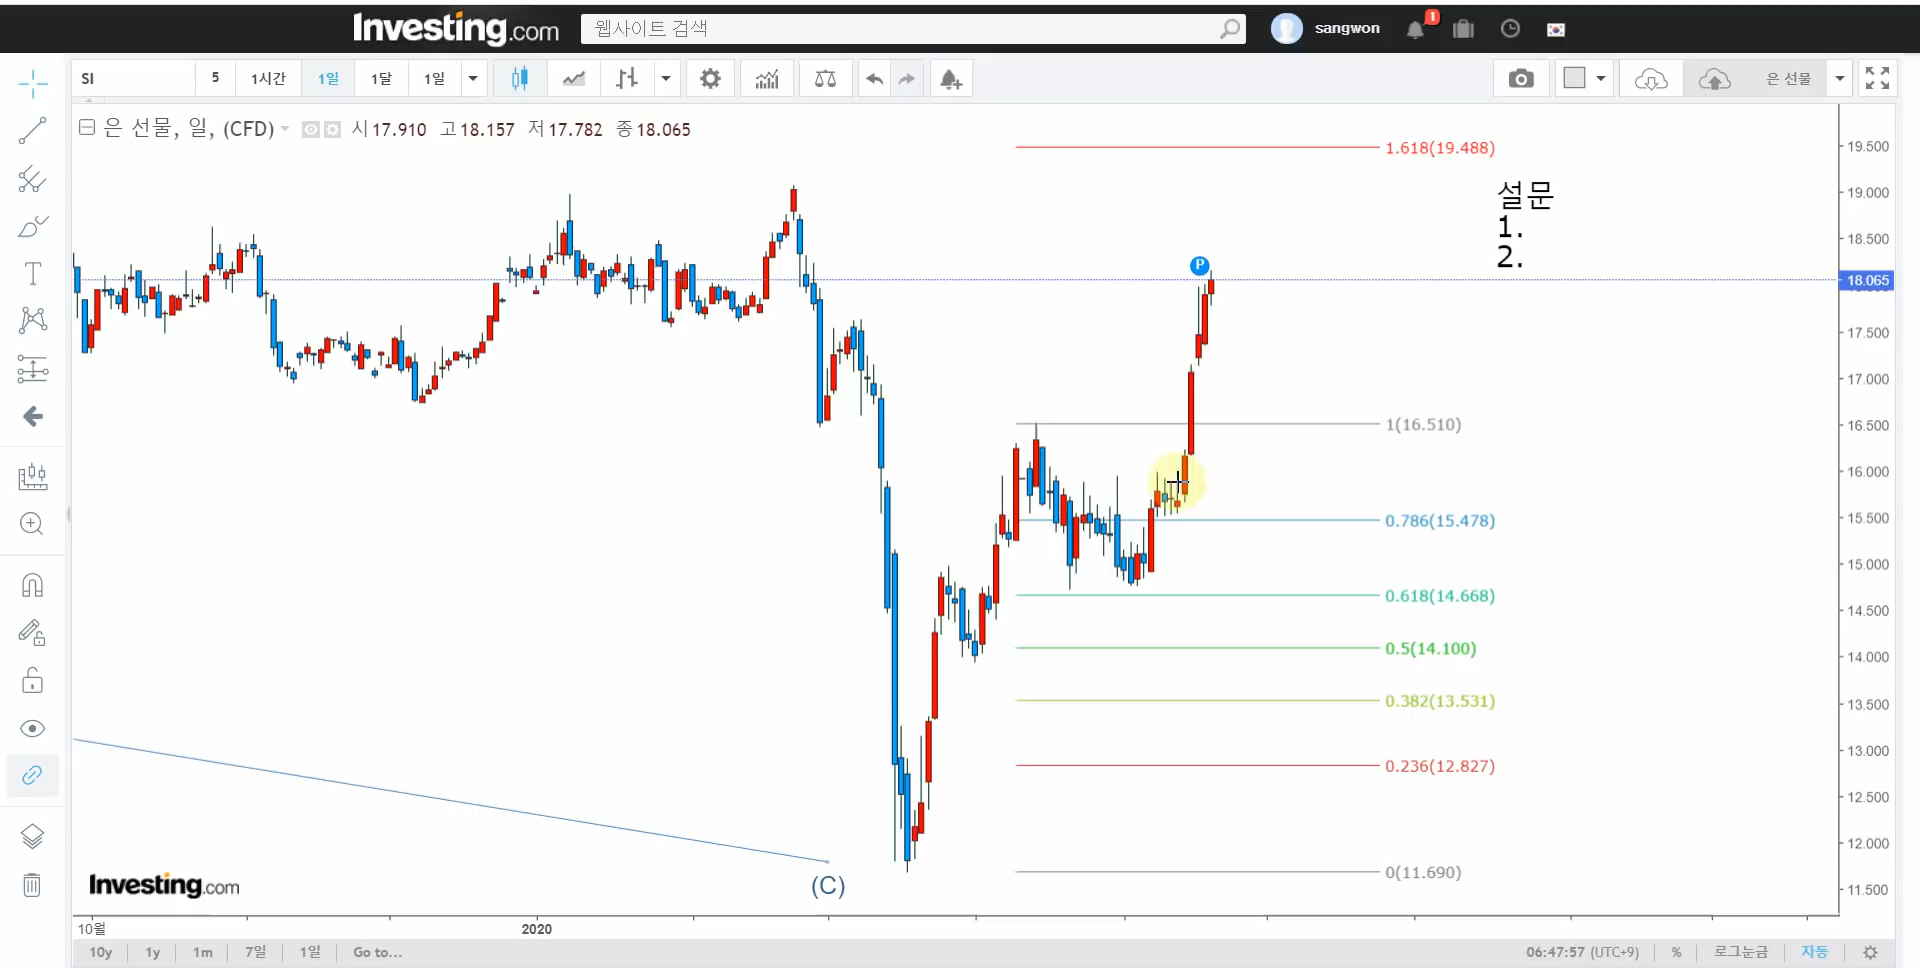 Investing.com
웹사이트 검색
sangwon
1
SI
5
1시간
1일
1달
1일
은 선물
은 선물, 일, (CFD)
시 17.910 고 18.157 저 17.782 종 18.065
1.618(19.488)
설문
1.
2.
P
1(16.510)
0.786(15.478)
0.618(14.668)
0.5(14.100)
0.382(13.531)
0.236(12.827)
0(11.690)
(C)
19.500
19.000
18.500
18.065
17.500
17.000
16.500
16.000
15.500
15.000
14.500
14.000
13.500
13.000
12.500
12.000
11.500
Investing.com
10월
2020
10y 1y 1m 7일 1일 Go to...
06:47:57 (UTC+9) % 로그눈금 자동